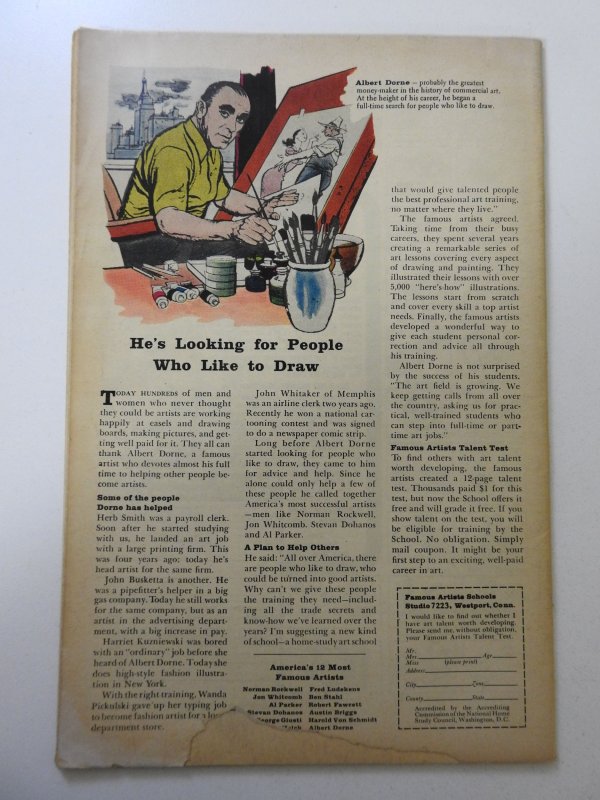 Albert Dorne – probably the greatest
money-maker in the history of commercial art.
At the height of his career, he began a
full-time search for people who like to draw.
He's Looking for People
Who Like to Draw
TODAY HUNDREDS of men and
women who never thought
they could be artists are working
happily at easels and drawing
boards, making pictures, and get-
ting well paid for it. They all can
thank Albert Dorne, a famous
artist who devotes almost his full
time to helping other people be-
come artists.
Some of the people
Dorne has helped
Herb Smith was a payroll clerk.
Soon after he started studying
with us, he landed an art job
with a large printing firm. This
was four years ago: today he's
head artist for the same firm.
John Busketta is another. He
was a pipefitter's helper in a big
gas company. Today he still works
for the same company, but as an
artist in the advertising depart-
ment, with a big increase in pay.
Harriet Kuzniewski was bored
with an "ordinary" job before she
heard of Albert Dorne. Today she
does high-style fashion illustra-
tion in New York.
With the right training, Wanda
Pickulski gave up her typing job
to become fashion artist for a
department store.
John Whitaker of Memphis
was an airline clerk two years ago.
Recently he won a national car-
tooning contest and was signed
to do a newspaper comic strip.
Long before Albert Dorne
started looking for people who
like to draw, they came to him
for advice and help. Since he
alone could only help a few of
these people he called together
America's most successful artists
—men like Norman Rockwell,
Jon Whitcomb, Stevan Dohanos
and Al Parker.
A Plan to Help Others
He said: "All over America, there
are people who like to draw, who
could be turned into good artists.
Why can't we give these people
the training they need—includ-
ing all the trade secrets and
know-how we've learned over the
years? I'm suggesting a new kind
of school—a home-study art school
America's 12 Most
Famous Artists
Norman Rockwell Fred Ludekens
Jon Whitcomb Ben Stahl
Al Parker Robert Fawcett
Stevan Dohanos Austin Briggs
George Giusti Harold Von Schmidt
Albert Dorne
that would give talented people
the best professional art training,
no matter where they live."
The famous artists agreed.
Taking time from their busy
careers, they spent several years
creating a remarkable series of
art lessons covering every aspect
of drawing and painting. They
illustrated their lessons with over
5,000 "here's-how" illustrations.
The lessons start from scratch
and cover every skill a top artist
needs. Finally, the famous artists
developed a wonderful way to
give each student personal cor-
rection and advice all through
his training.
Albert Dorne is not surprised
by the success of his students.
"The art field is growing. We
keep getting calls from all over
the country, asking us for prac-
tical, well-trained students who
can step into full-time or part-
time art jobs."
Famous Artists Talent Test
To find others with art talent
worth developing, the famous
artists created a 12-page talent
test. Thousands paid $1 for this
test, but now the School offers it
free and will grade it free. If you
show talent on the test, you will
be eligible for training by the
School. No obligation. Simply
mail coupon. It might be your
first step to an exciting, well-paid
career in art.
Famous Artists Schools
Studio 7223, Westport, Conn.
I would like to find out whether I
have art talent worth developing.
Please send me, without obligation,
your Famous Artists Talent Test.
Mr.
Mrs. Age
Miss (please print)
Address
City Zone
County State
Accredited by the Accrediting
Commission of the National Home
Study Council, Washington, D.C.